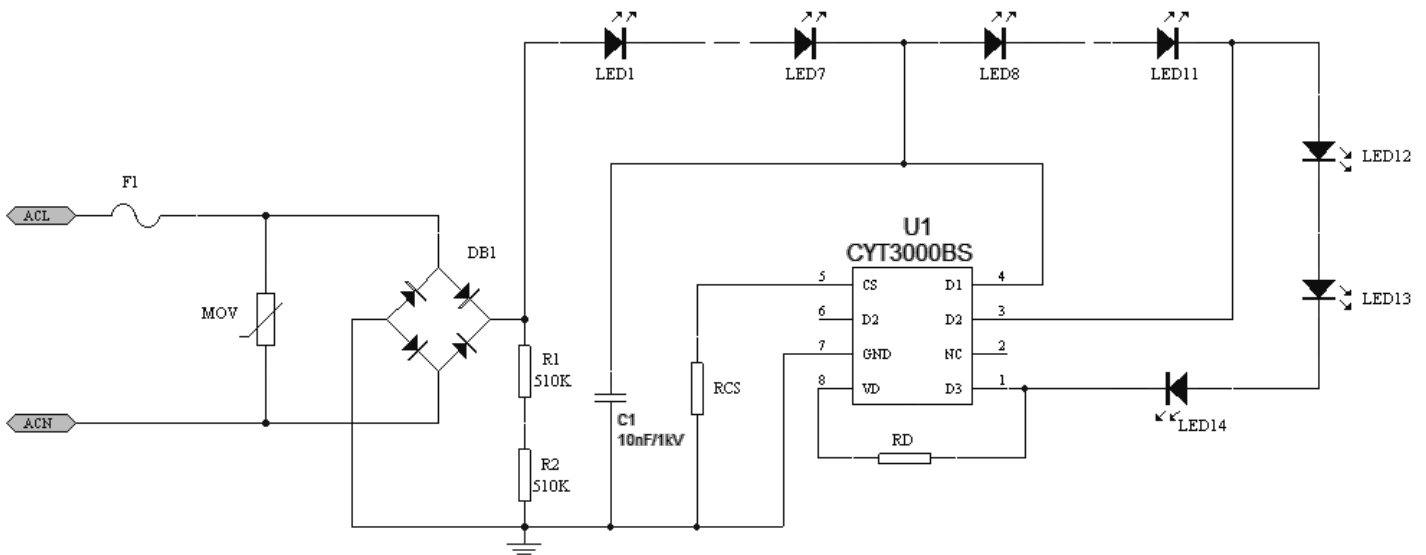 LED1
LED7
LED8
LED11
LED12
F1
ACL
U1
CYT3000BS
DB1
5
CS
D1
4
LED13
MOV
6
D2
D2
3
7
GND
NC
2
R1
510K
RCS
8
VD
D3
1
ACN
C1
10nF/1kV
LED14
RD
R2
510K